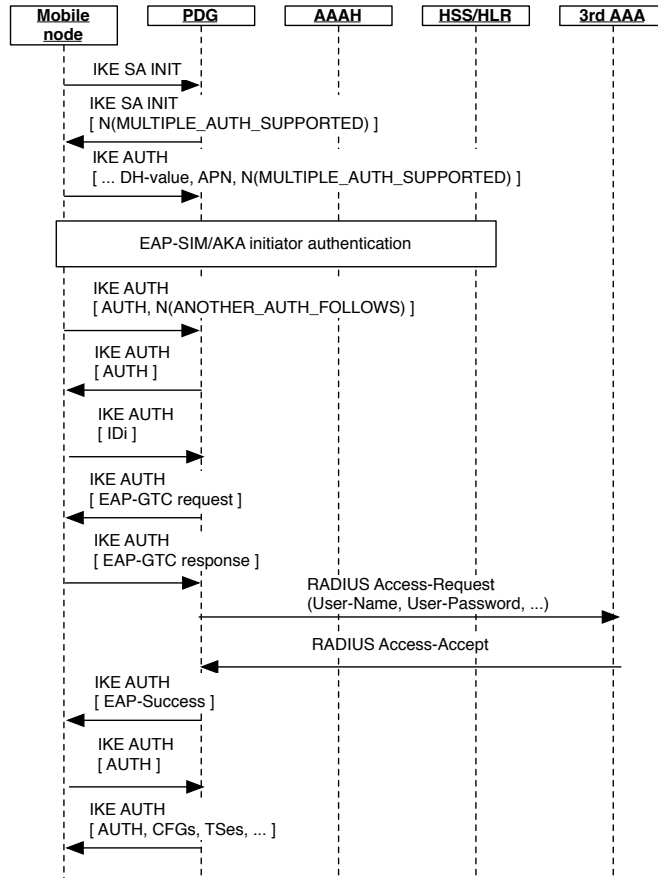 Mobile node
PDG
AAAH
HSS/HLR
3rd AAA
IKE SA INIT
IKE SA INIT
[ N(MULTIPLE_AUTH_SUPPORTED) ]
IKE AUTH
[ ... DH-value, APN, N(MULTIPLE_AUTH_SUPPORTED) ]
EAP-SIM/AKA initiator authentication
IKE AUTH
[ AUTH, N(ANOTHER_AUTH_FOLLOWS) ]
IKE AUTH
[ AUTH ]
IKE AUTH
[ IDi ]
IKE AUTH
[ EAP-GTC request ]
IKE AUTH
[ EAP-GTC response ]
RADIUS Access-Request
(User-Name, User-Password, ...)
RADIUS Access-Accept
IKE AUTH
[ EAP-Success ]
IKE AUTH
[ AUTH ]
IKE AUTH
[ AUTH, CFGs, TSes, ... ]